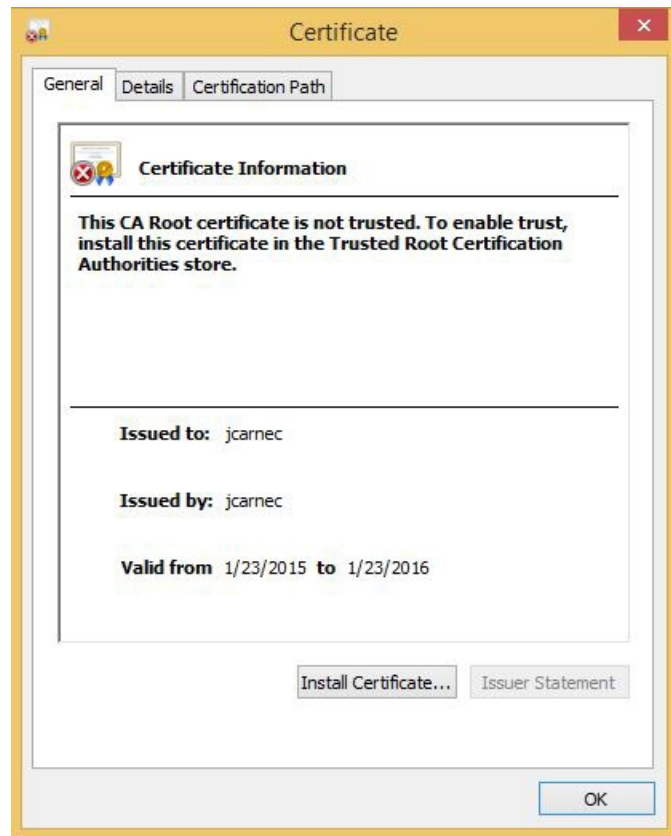 Certificate
General Details Certification Path
Certificate Information
This CA Root certificate is not trusted. To enable trust,
install this certificate in the Trusted Root Certification
Authorities store.
Issued to: jcarnec
Issued by: jcarnec
Valid from 1/23/2015 to 1/23/2016
Install Certificate... Issuer Statement
OK